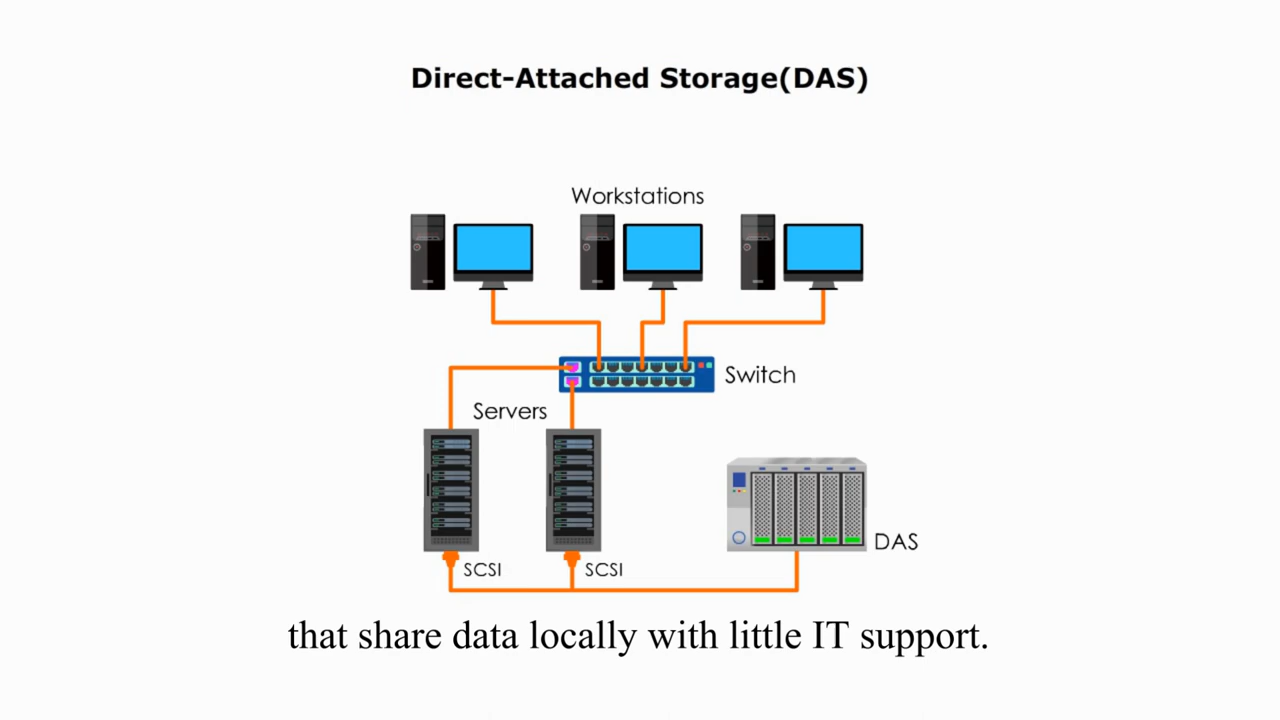 Direct-Attached Storage(DAS)
Workstations
Switch
Servers
DAS
SCSI
SCSI
that share data locally with little IT support.